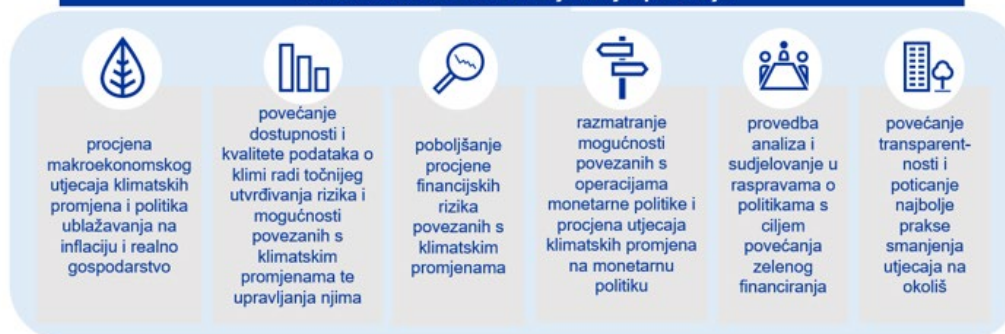 procjena
makroekonomskog
utjecaja klimatskih
promjena i politika
ublažavanja na
inflaciju i realno
gospodarstvo
povećanje
dostupnosti i
kvalitete podataka o
klimi radi točnijeg
utvrđivanja rizika i
mogućnosti
povezanih s
klimatskim
promjenama te
upravljanja njima
poboljšanje
procjene
financijskih
rizika
povezanih s
klimatskim
promjenama
razmatranje
mogućnosti
povezanih s
operacijama
monetarne politike i
procjena utjecaja
klimatskih promjena
na monetarnu
politiku
provedba
analiza i
sudjelovanje u
raspravama o
politikama s
ciljem
povećanja
zelenog
financiranja
povećanje
transparent-
nosti i
poticanje
najbolje
prakse
smanjenja
utjecaja na
okoliš